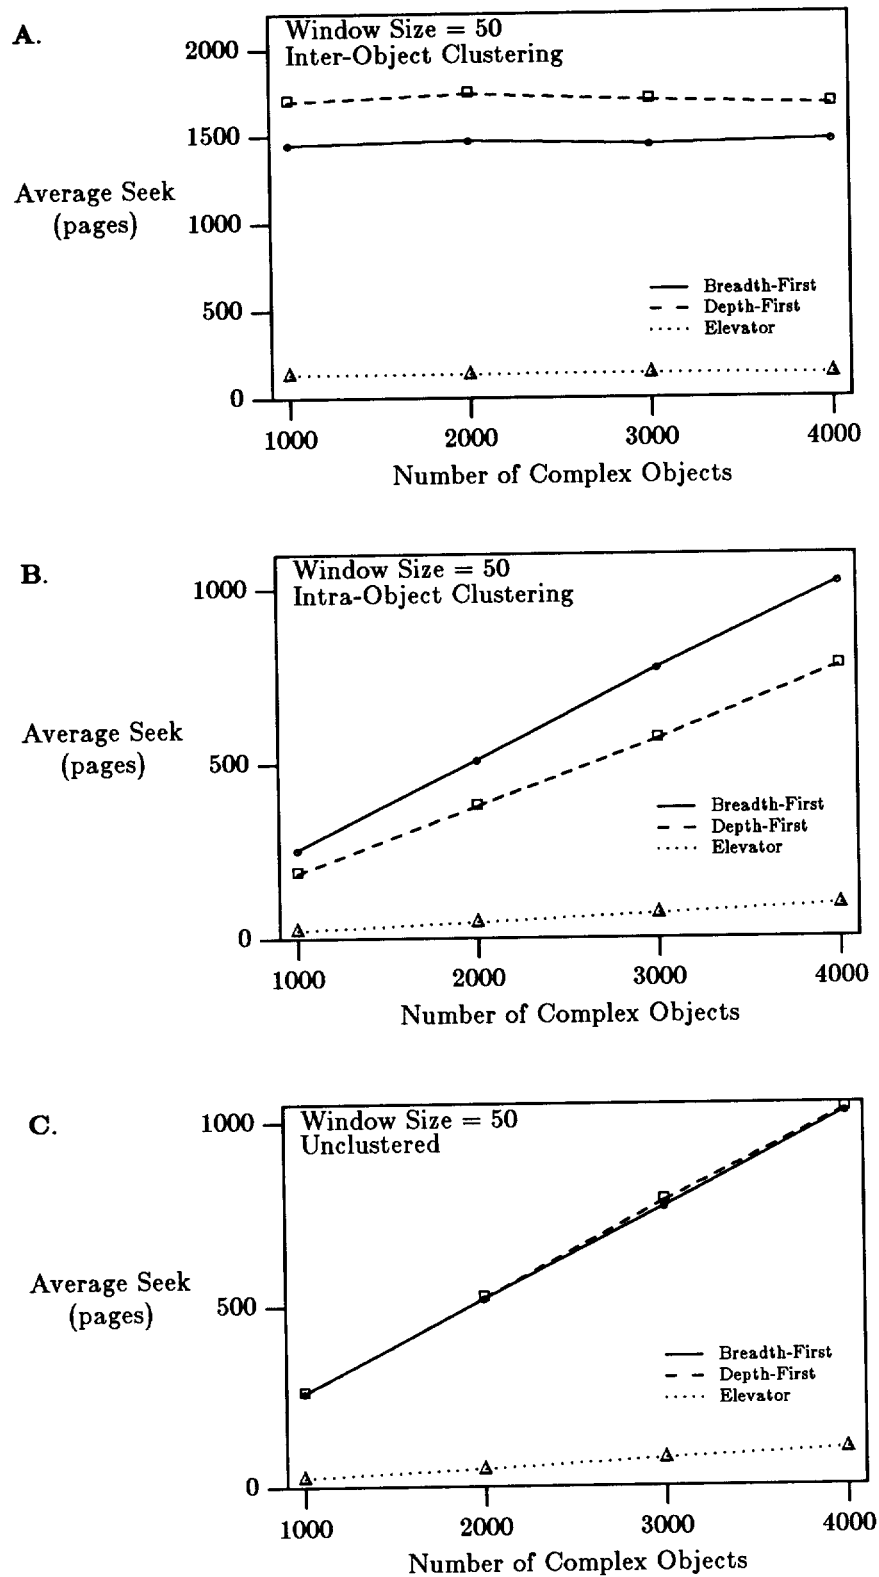 A.
Window Size = 50
Inter-Object Clustering
2000
1500
Average Seek
(pages)
1000
500
0
Breadth-First
Depth-First
Elevator
1000 2000 3000 4000
Number of Complex Objects
B.
Window Size = 50
Intra-Object Clustering
1000
Average Seek
(pages)
500
0
Breadth-First
Depth-First
Elevator
1000 2000 3000 4000
Number of Complex Objects
C.
Window Size = 50
Unclustered
1000
Average Seek
(pages)
500
0
Breadth-First
Depth-First
Elevator
1000 2000 3000 4000
Number of Complex Objects